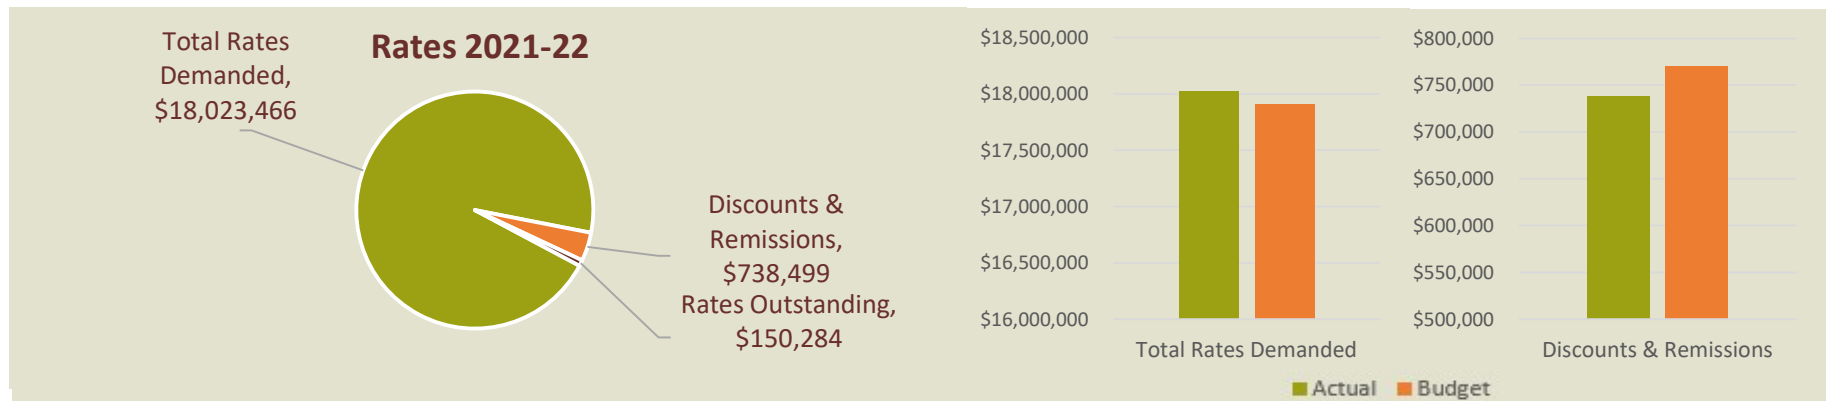 Rates 2021-22
Total Rates
Demanded,
$18,023,466
Discounts &
Remissions,
$738,499
Rates Outstanding,
$150,284
$18,500,000
$18,000,000
$17,500,000
$17,000,000
$16,500,000
$16,000,000
Total Rates Demanded
$800,000
$750,000
$700,000
$650,000
$600,000
$550,000
$500,000
Discounts & Remissions
Actual Budget